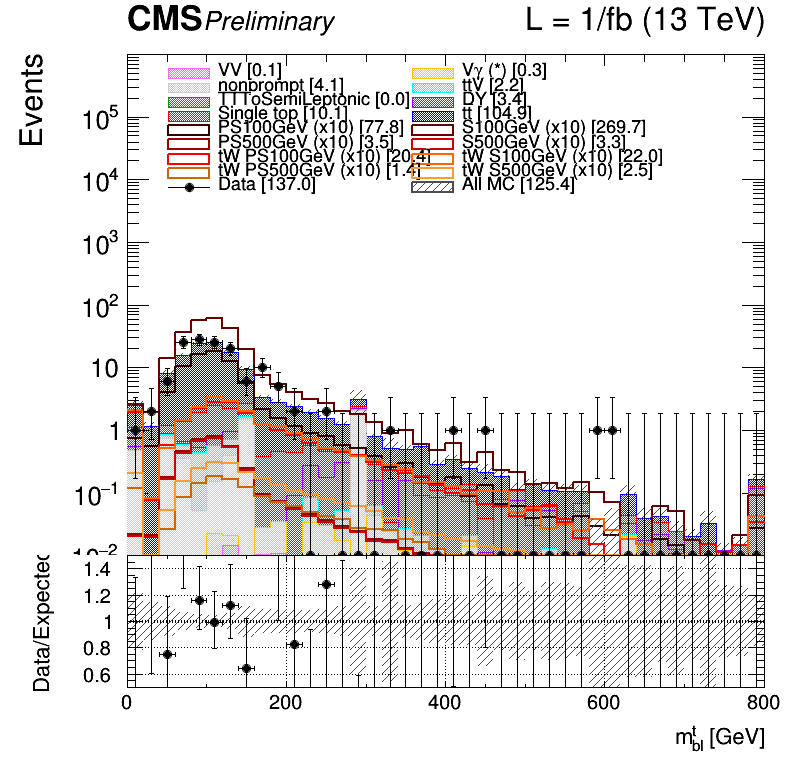 CMS Preliminary L = 1/fb (13 TeV)
Events
VV [0.1] Vγ (*) [0.3]
nonprompt [4.1] ttV [2.2]
TTToSemiLeptonic [0.0] DY [3.4]
Single top [10.1] tt [104.9]
PS100GeV (x10) [77.8] S100GeV (x10) [269.7]
PS500GeV (x10) [3.5] S500GeV (x10) [3.3]
tW PS100GeV (x10) [20.4] tW S100GeV (x10) [22.0]
tW PS500GeV (x10) [1.4] tW S500GeV (x10) [2.5]
Data [137.0] All MC [125.4]
10^5
10^4
10^3
10^2
10
1
10^−1
10^−2
Data/Expected
1.4
1.2
1
0.8
0.6
0 200 400 600 800
m^t_bl [GeV]